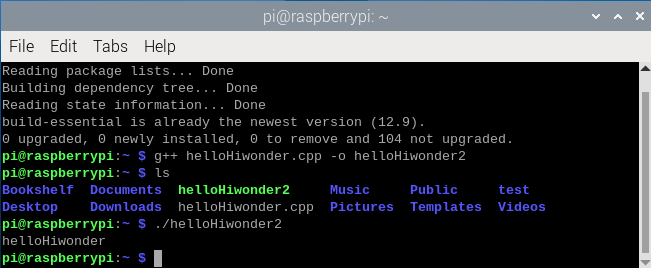 pi@raspberrypi: ~
File Edit Tabs Help
Reading package lists... Done
Building dependency tree... Done
Reading state information... Done
build-essential is already the newest version (12.9).
0 upgraded, 0 newly installed, 0 to remove and 104 not upgraded.
pi@raspberrypi:~ $ g++ helloHiwonder.cpp -o helloHiwonder2
pi@raspberrypi:~ $ ls
Bookshelf Documents helloHiwonder2 Music Public test
Desktop Downloads helloHiwonder.cpp Pictures Templates Videos
pi@raspberrypi:~ $ ./helloHiwonder2
helloHiwonder
pi@raspberrypi:~ $